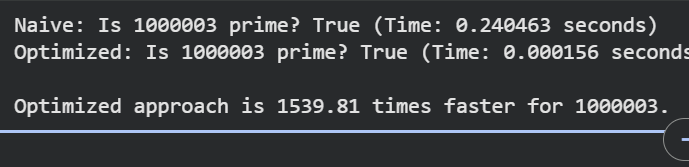 Naive: Is 1000003 prime? True (Time: 0.240463 seconds)
Optimized: Is 1000003 prime? True (Time: 0.000156 seconds
Optimized approach is 1539.81 times faster for 1000003.